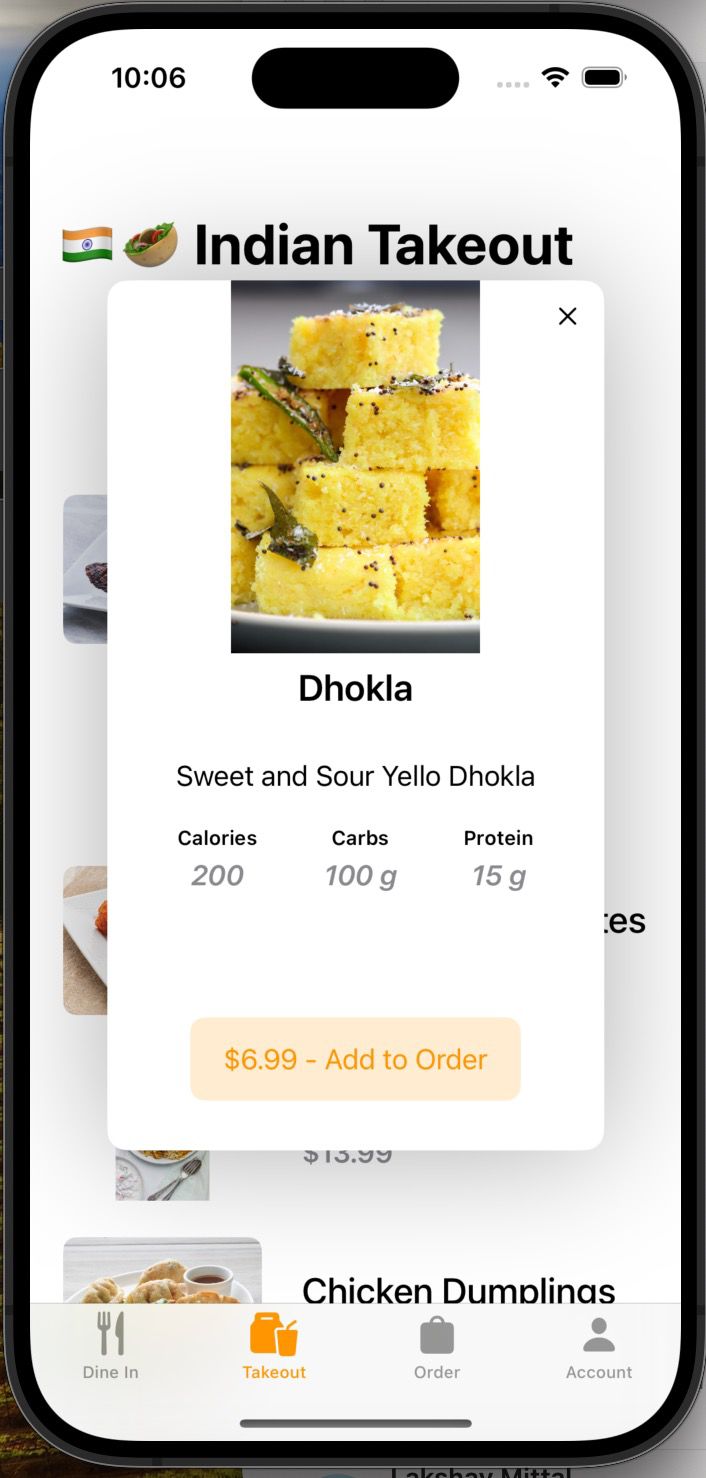 10:06
🇮🇳🥙 Indian Takeout
Dhokla
Sweet and Sour Yello Dhokla
Calories Carbs Protein
200 100 g 15 g
tes
$6.99 - Add to Order
$13.99
Chicken Dumplings
Dine In Takeout Order Account
Lakshay Mittal